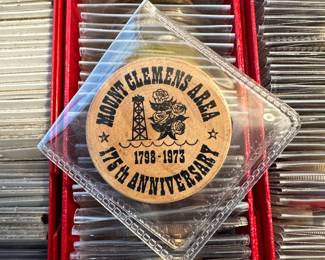 MOUNT CLEMENS AREA
1798 - 1973
175th ANNIVERSARY